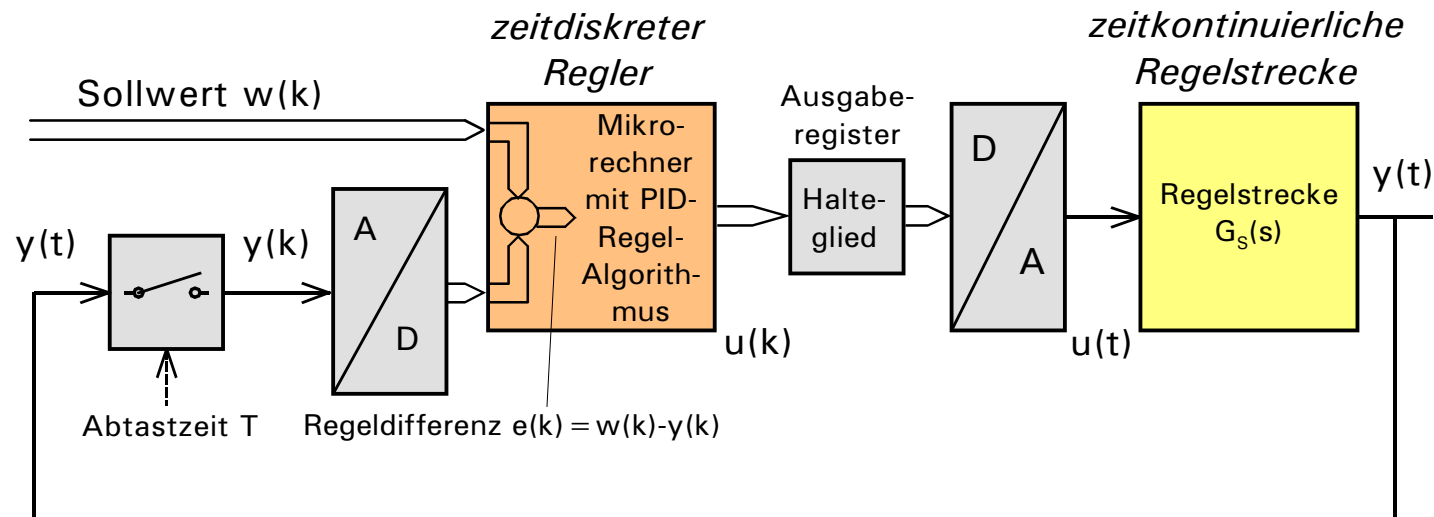 zeitdiskreter
Regler
zeitkontinuierliche
Regelstrecke
Sollwert w(k)
Mikro-
rechner
mit PID-
Regel-
Algorith-
mus
Ausgabe-
register
Halte-
glied
D
A
Regelstrecke
G_S(s)
y(t)
y(t)
y(k)
A
D
u(k)
u(t)
Abtastzeit T
Regeldifferenz e(k)=w(k)-y(k)